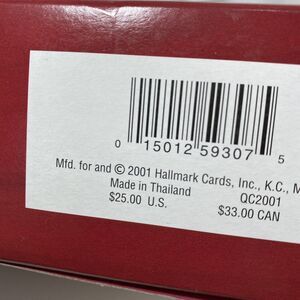 0 15012 59307 5
Mfd. for and © 2001 Hallmark Cards, Inc., K.C., M
Made in Thailand QC2001
$25.00 U.S. $33.00 CAN